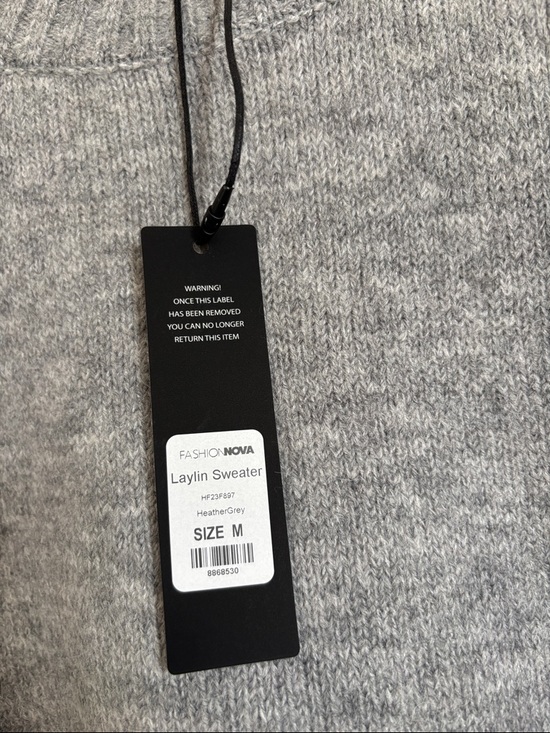 WARNING!
ONCE THIS LABEL
HAS BEEN REMOVED
YOU CAN NO LONGER
RETURN THIS ITEM
FASHIONNOVA
Laylin Sweater
HF23F897
HeatherGrey
SIZE M
8868530